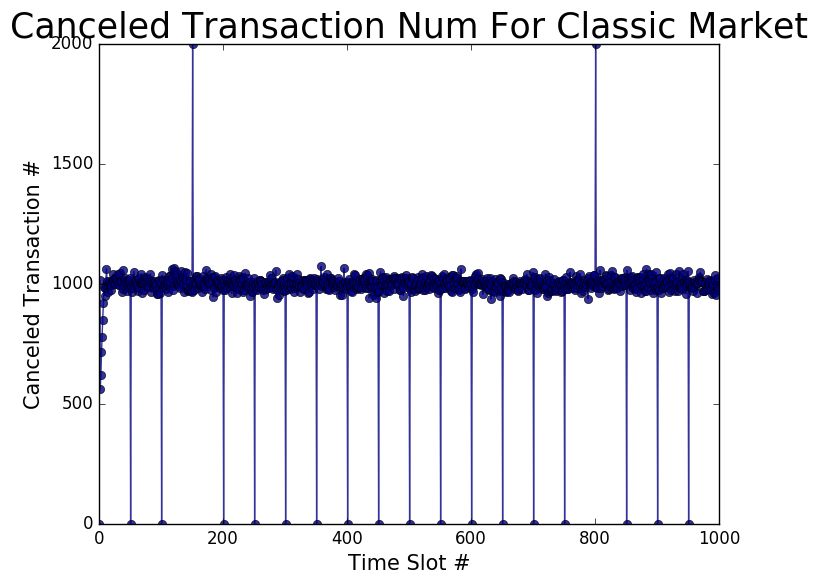 Canceled Transaction Num For Classic Market
2000
1500
1000
500
0
Canceled Transaction #
0 200 400 600 800 1000
Time Slot #